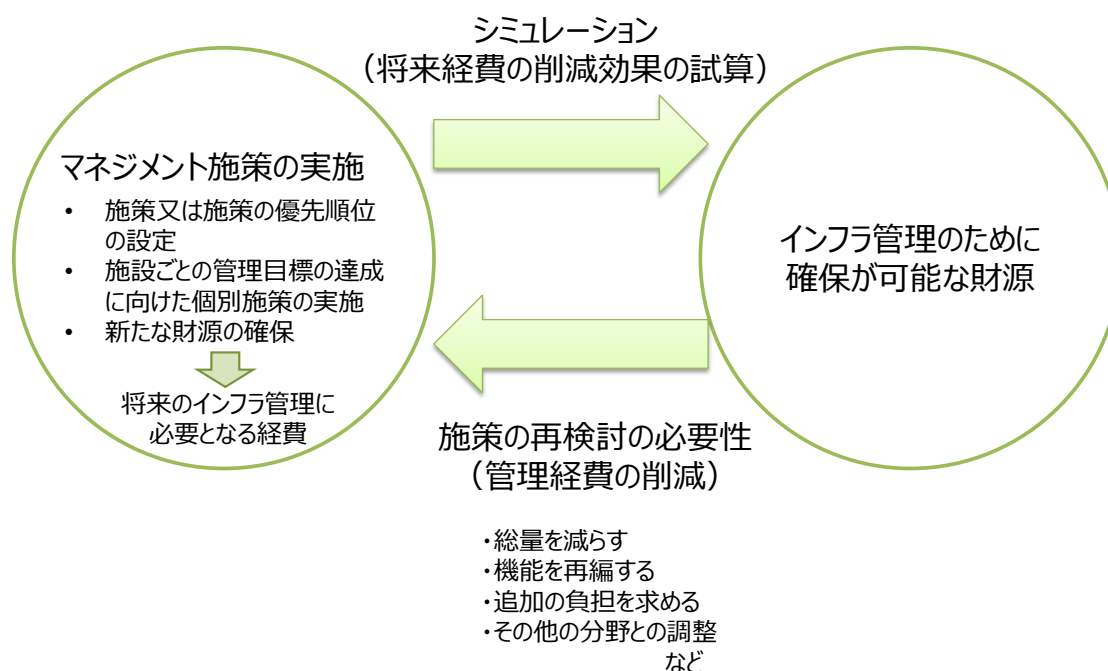 シミュレーション
（将来経費の削減効果の試算）
マネジメント施策の実施
• 施策又は施策の優先順位
の設定
• 施設ごとの管理目標の達成
に向けた個別施策の実施
• 新たな財源の確保
将来のインフラ管理に
必要となる経費
インフラ管理のために
確保が可能な財源
施策の再検討の必要性
（管理経費の削減）
・総量を減らす
・機能を再編する
・追加の負担を求める
・その他の分野との調整
など